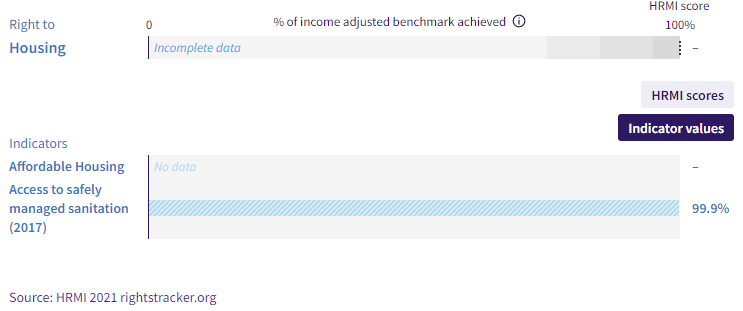 HRMI score
Right to
0
% of income adjusted benchmark achieved
100%
Housing
Incomplete data
–
HRMI scores
Indicator values
Indicators
Affordable Housing
No data
–
Access to safely
managed sanitation
(2017)
99.9%
Source: HRMI 2021 rightstracker.org